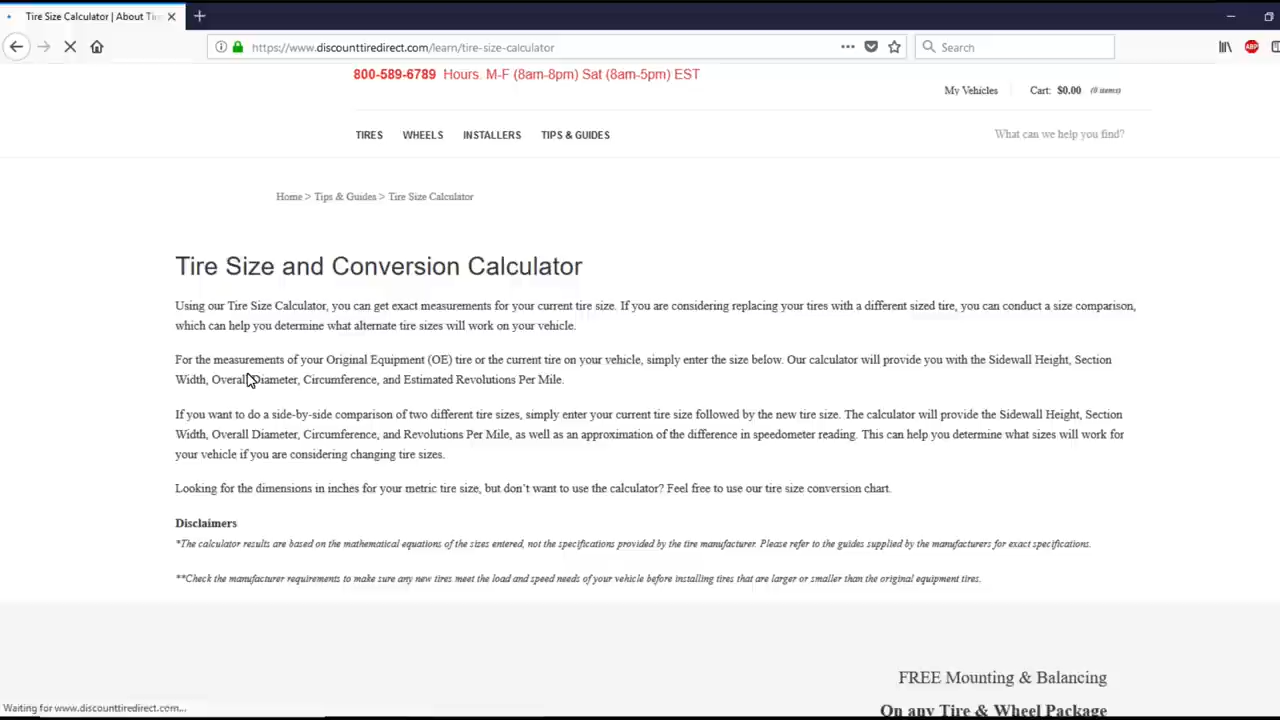 Tire Size Calculator | About Tire
https://www.discounttiredirect.com/learn/tire-size-calculator
Search
ABP
800-589-6789 Hours. M-F (8am-8pm) Sat (8am-5pm) EST
My Vehicles
Cart: $0.00 (0 items)
TIRES WHEELS INSTALLERS TIPS & GUIDES
What can we help you find?
Home > Tips & Guides > Tire Size Calculator
Tire Size and Conversion Calculator
Using our Tire Size Calculator, you can get exact measurements for your current tire size. If you are considering replacing your tires with a different sized tire, you can conduct a size comparison,
which can help you determine what alternate tire sizes will work on your vehicle.
For the measurements of your Original Equipment (OE) tire or the current tire on your vehicle, simply enter the size below. Our calculator will provide you with the Sidewall Height, Section
Width, Overall Diameter, Circumference, and Estimated Revolutions Per Mile.
If you want to do a side-by-side comparison of two different tire sizes, simply enter your current tire size followed by the new tire size. The calculator will provide the Sidewall Height, Section
Width, Overall Diameter, Circumference, and Revolutions Per Mile, as well as an approximation of the difference in speedometer reading. This can help you determine what sizes will work for
your vehicle if you are considering changing tire sizes.
Looking for the dimensions in inches for your metric tire size, but don't want to use the calculator? Feel free to use our tire size conversion chart.
Disclaimers
*The calculator results are based on the mathematical equations of the sizes entered, not the specifications provided by the tire manufacturer. Please refer to the guides supplied by the manufacturers for exact specifications.
**Check the manufacturer requirements to make sure any new tires meet the load and speed needs of your vehicle before installing tires that are larger or smaller than the original equipment tires.
FREE Mounting & Balancing
On any Tire & Wheel Package
Waiting for www.discounttiredirect.com...